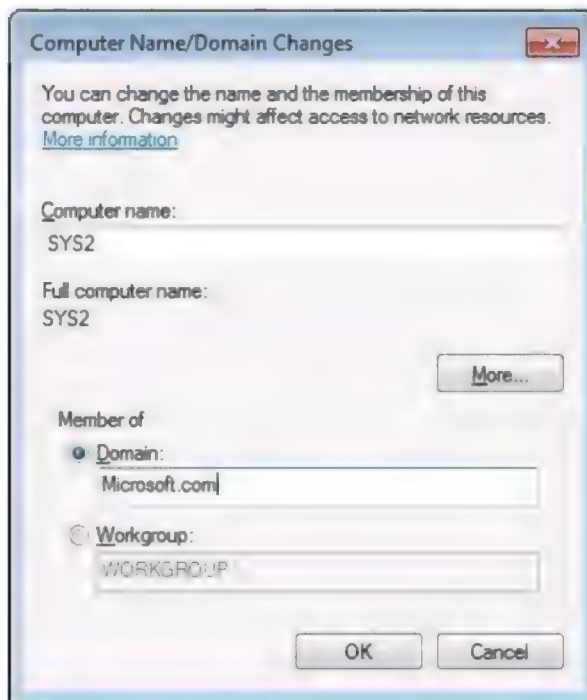 Computer Name/Domain Changes
You can change the name and the membership of this
computer. Changes might affect access to network resources.
More information
Computer name:
SYS2
Full computer name:
SYS2
More...
Member of
Domain:
Microsoft.com
Workgroup:
WORKGROUP
OK
Cancel